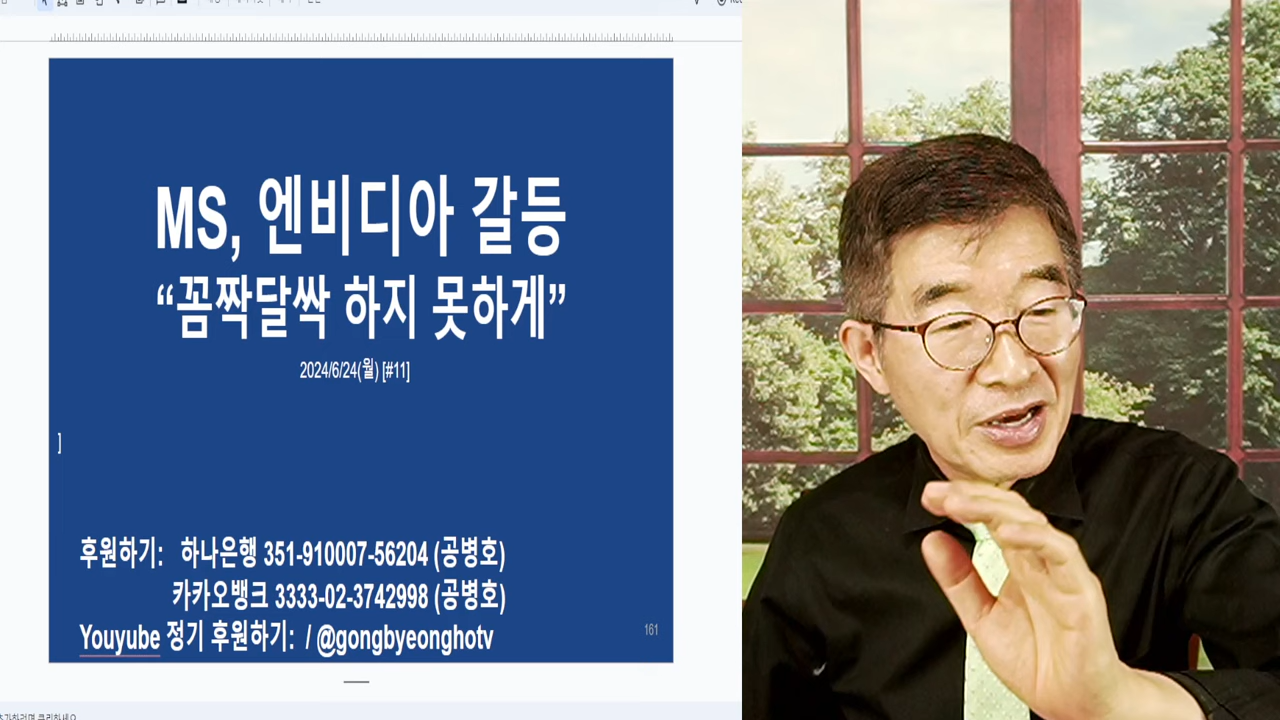 MS, 엔비디아 갈등
“꼼짝달싹 하지 못하게”
2024/6/24(월) [#11]
]
후원하기: 하나은행 351-910007-56204 (공병호)
카카오뱅크 3333-02-3742998 (공병호)
Youyube 정기 후원하기: / @gongbyeonghotv
161